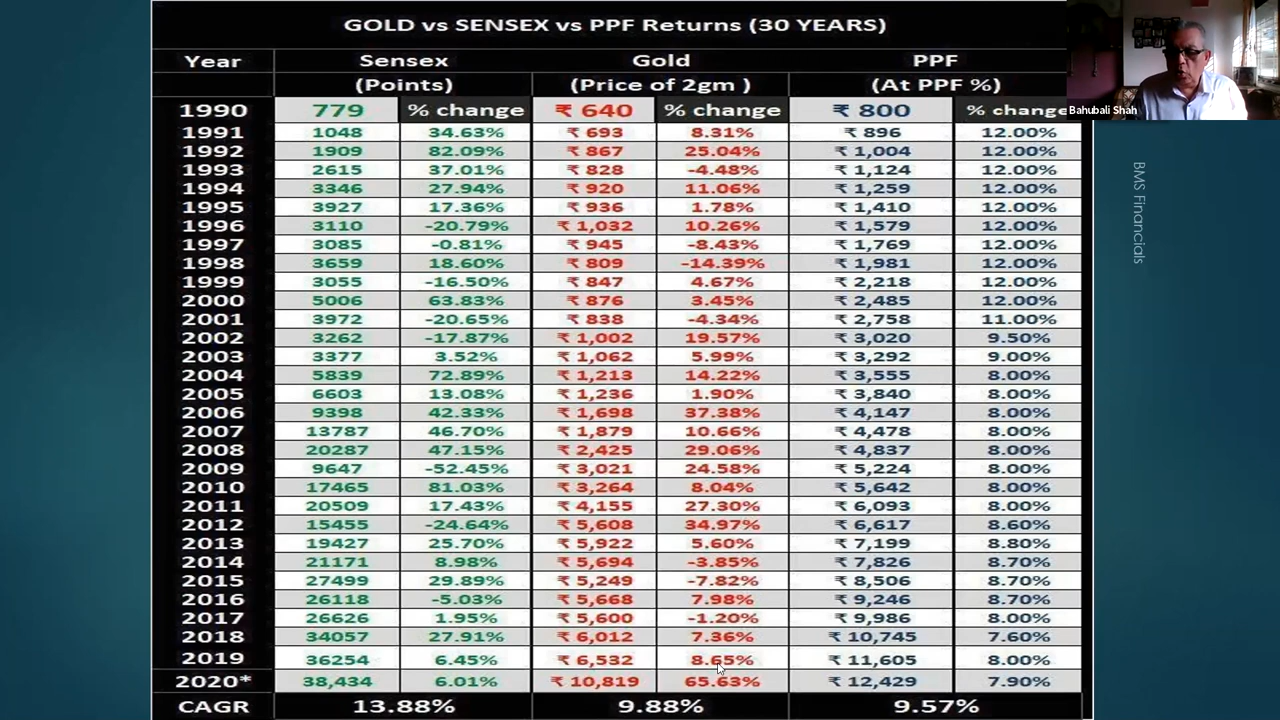 GOLD vs SENSEX vs PPF Returns (30 YEARS)
Year Sensex Gold PPF
(Points) (Price of 2gm ) (At PPF %)
1990 779 % change ₹ 640 % change ₹ 800 % change
1991 1048 34.63% ₹ 693 8.31% ₹ 896 12.00%
1992 1909 82.09% ₹ 867 25.04% ₹ 1,004 12.00%
1993 2615 37.01% ₹ 828 -4.48% ₹ 1,124 12.00%
1994 3346 27.94% ₹ 920 11.06% ₹ 1,259 12.00%
1995 3927 17.36% ₹ 936 1.78% ₹ 1,410 12.00%
1996 3110 -20.79% ₹ 1,032 10.26% ₹ 1,579 12.00%
1997 3085 -0.81% ₹ 945 -8.43% ₹ 1,769 12.00%
1998 3659 18.60% ₹ 809 -14.39% ₹ 1,981 12.00%
1999 3055 -16.50% ₹ 847 4.67% ₹ 2,218 12.00%
2000 5006 63.83% ₹ 876 3.45% ₹ 2,485 12.00%
2001 3972 -20.65% ₹ 838 -4.34% ₹ 2,758 11.00%
2002 3262 -17.87% ₹ 1,002 19.57% ₹ 3,020 9.50%
2003 3377 3.52% ₹ 1,062 5.99% ₹ 3,292 9.00%
2004 5839 72.89% ₹ 1,213 14.22% ₹ 3,555 8.00%
2005 6603 13.08% ₹ 1,236 1.90% ₹ 3,840 8.00%
2006 9398 42.33% ₹ 1,698 37.38% ₹ 4,147 8.00%
2007 13787 46.70% ₹ 1,879 10.66% ₹ 4,478 8.00%
2008 20287 47.15% ₹ 2,425 29.06% ₹ 4,837 8.00%
2009 9647 -52.45% ₹ 3,021 24.58% ₹ 5,224 8.00%
2010 17465 81.03% ₹ 3,264 8.04% ₹ 5,642 8.00%
2011 20509 17.43% ₹ 4,155 27.30% ₹ 6,093 8.00%
2012 15455 -24.64% ₹ 5,608 34.97% ₹ 6,617 8.60%
2013 19427 25.70% ₹ 5,922 5.60% ₹ 7,199 8.80%
2014 21171 8.98% ₹ 5,694 -3.85% ₹ 7,826 8.70%
2015 27499 29.89% ₹ 5,249 -7.82% ₹ 8,506 8.70%
2016 26118 -5.03% ₹ 5,668 7.98% ₹ 9,246 8.70%
2017 26626 1.95% ₹ 5,600 -1.20% ₹ 9,986 8.00%
2018 34057 27.91% ₹ 6,012 7.36% ₹ 10,745 7.60%
2019 36254 6.45% ₹ 6,532 8.65% ₹ 11,605 8.00%
2020* 38,434 6.01% ₹ 10,819 65.63% ₹ 12,429 7.90%
CAGR 13.88% 9.88% 9.57%
Bahubali Shah
BMS Financials